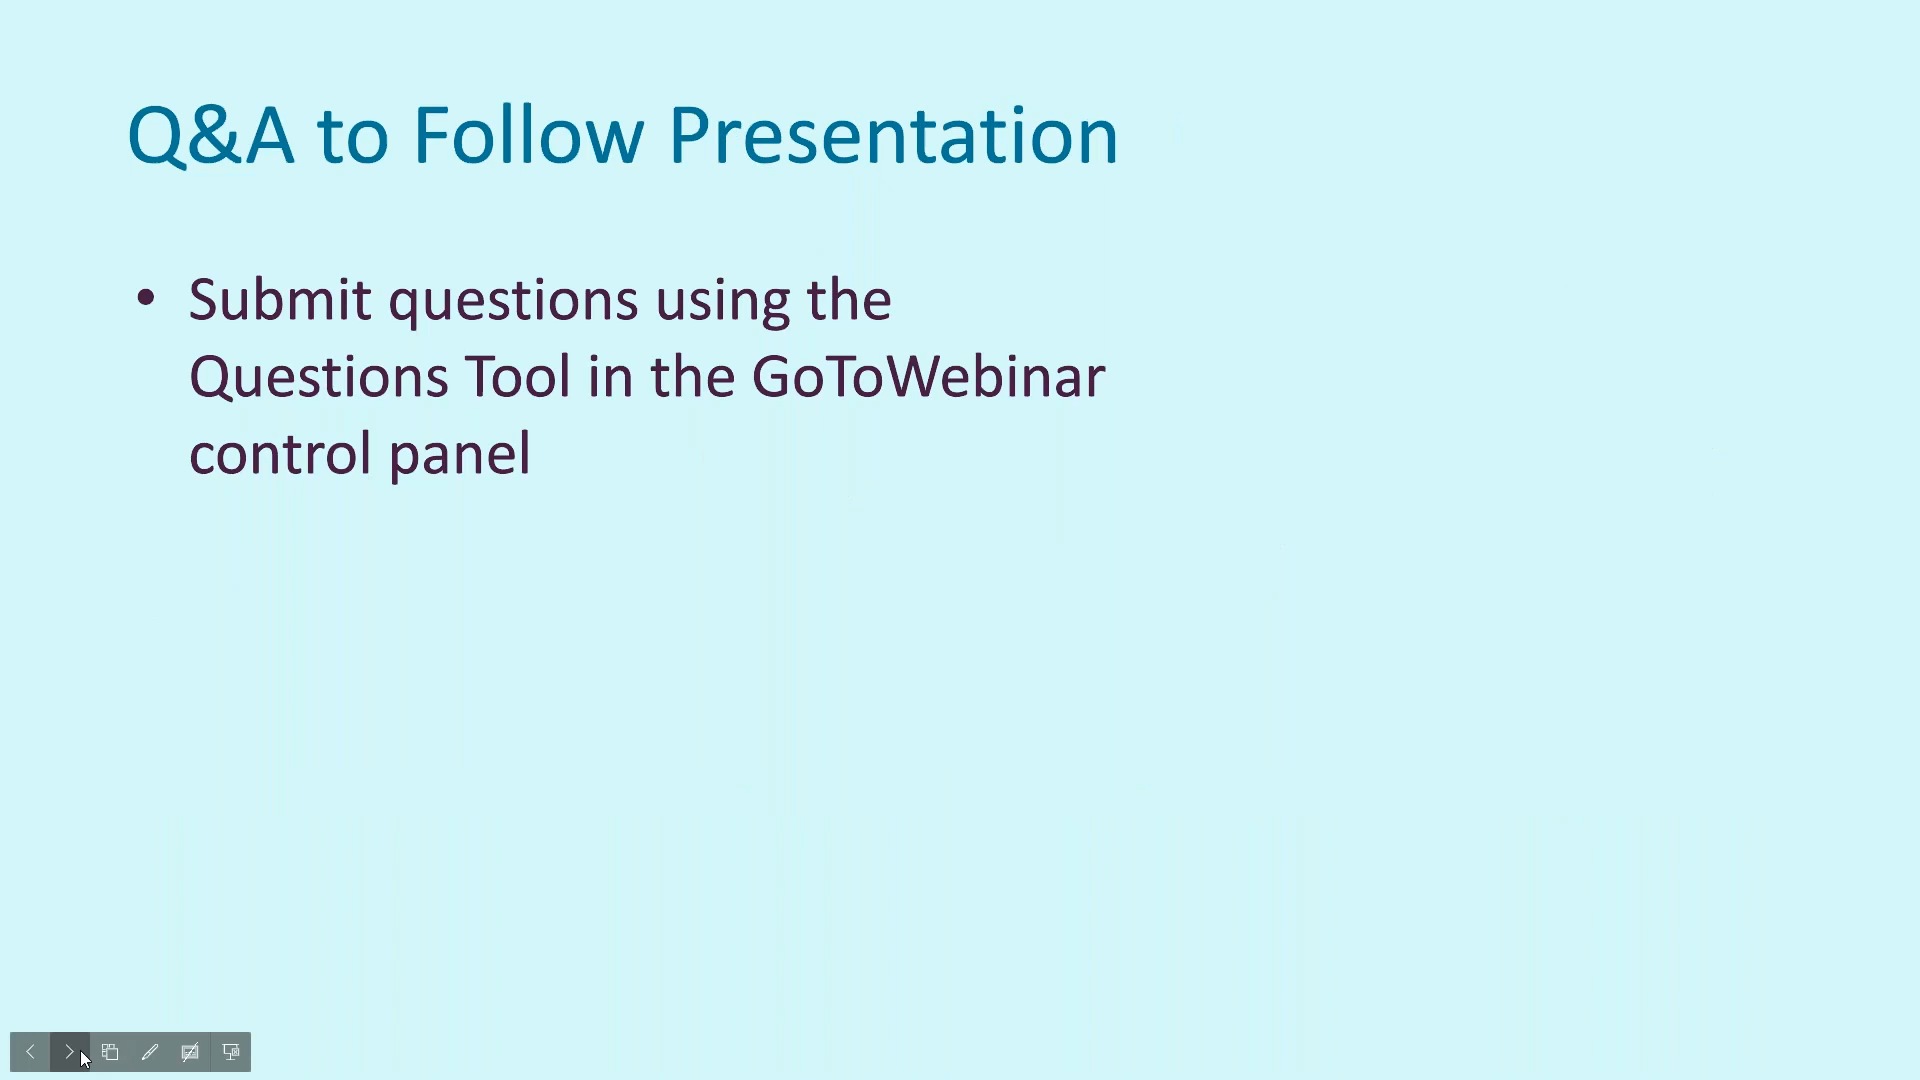 Q&A to Follow Presentation
• Submit questions using the
Questions Tool in the GoToWebinar
control panel